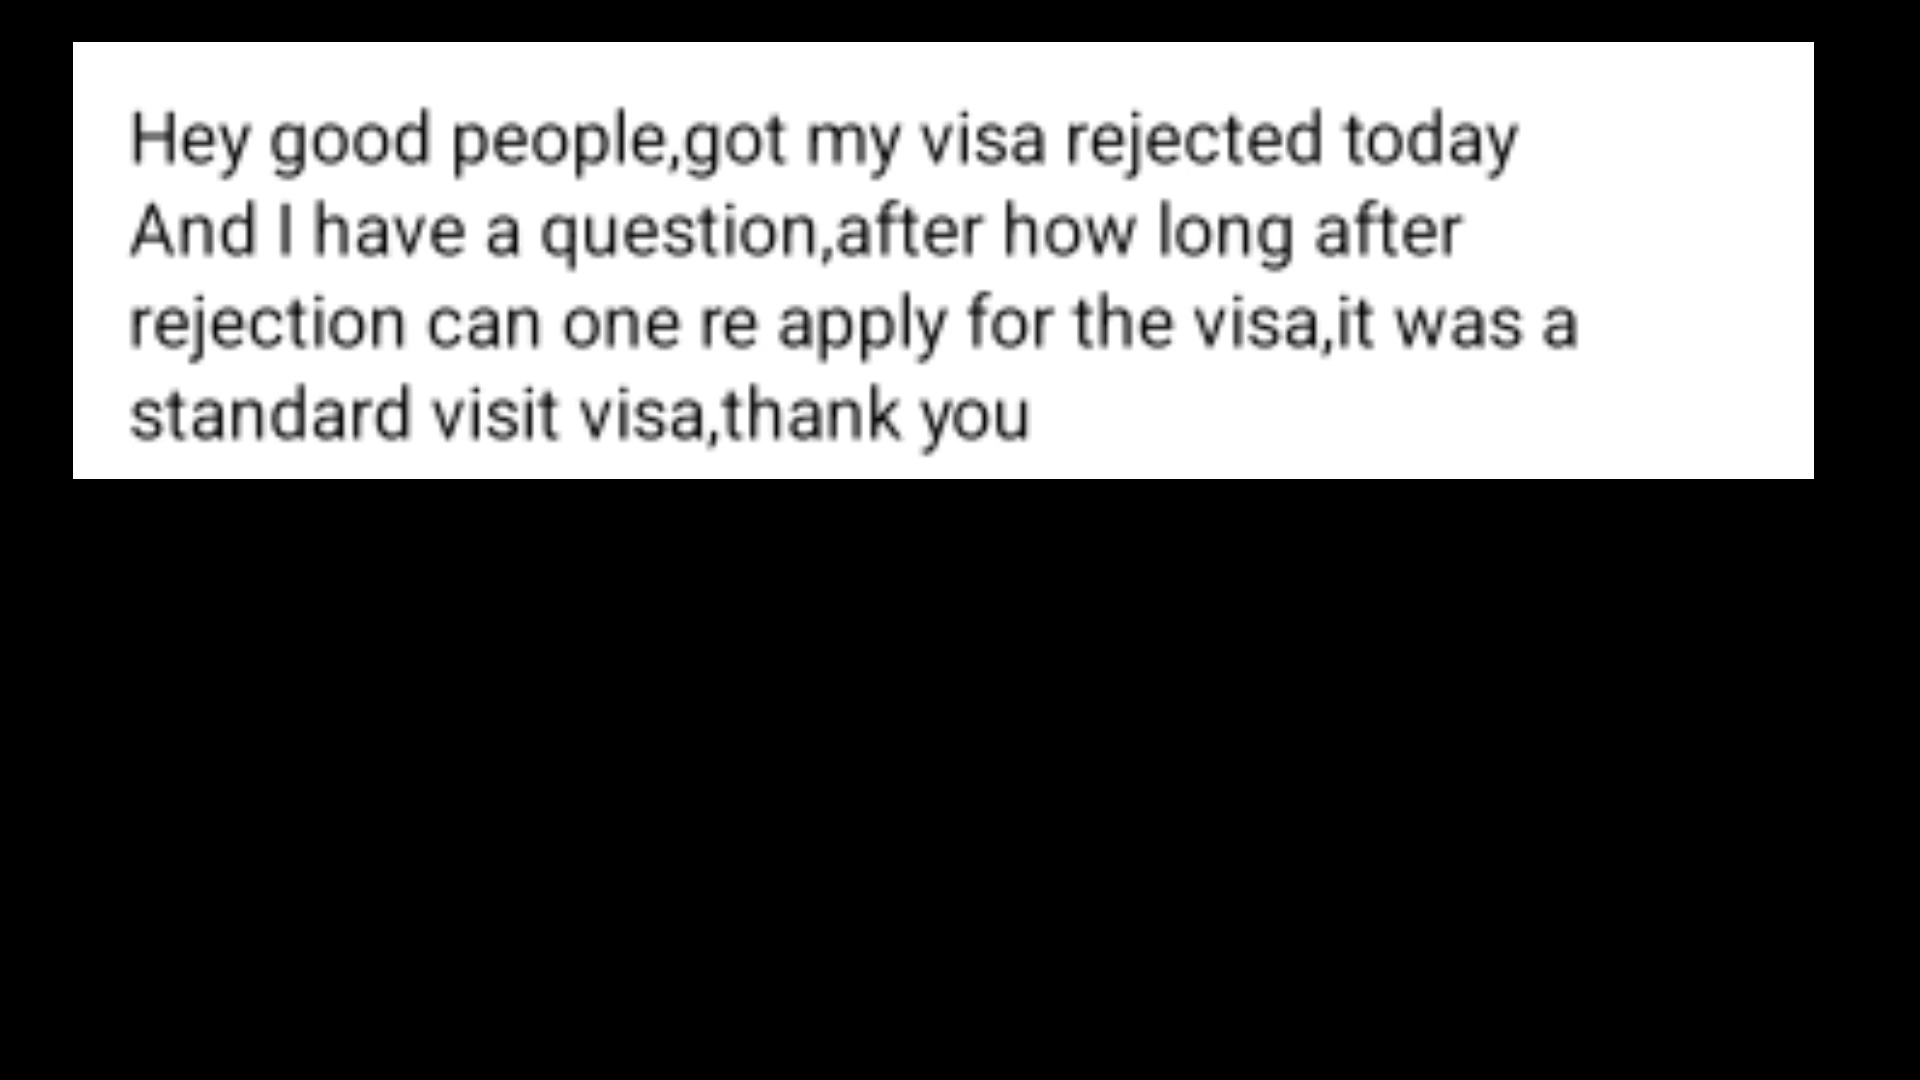 Hey good people,got my visa rejected today
And I have a question,after how long after
rejection can one re apply for the visa,it was a
standard visit visa,thank you